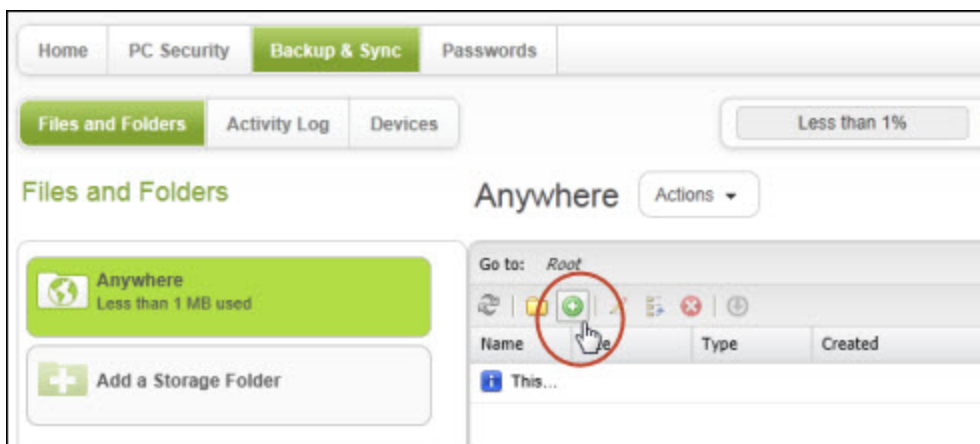 Home PC Security Backup & Sync Passwords
Files and Folders Activity Log Devices Less than 1%
Files and Folders
Anywhere Actions
Anywhere
Less than 1 MB used
Add a Storage Folder
Go to: Root
Name Type Created
This...